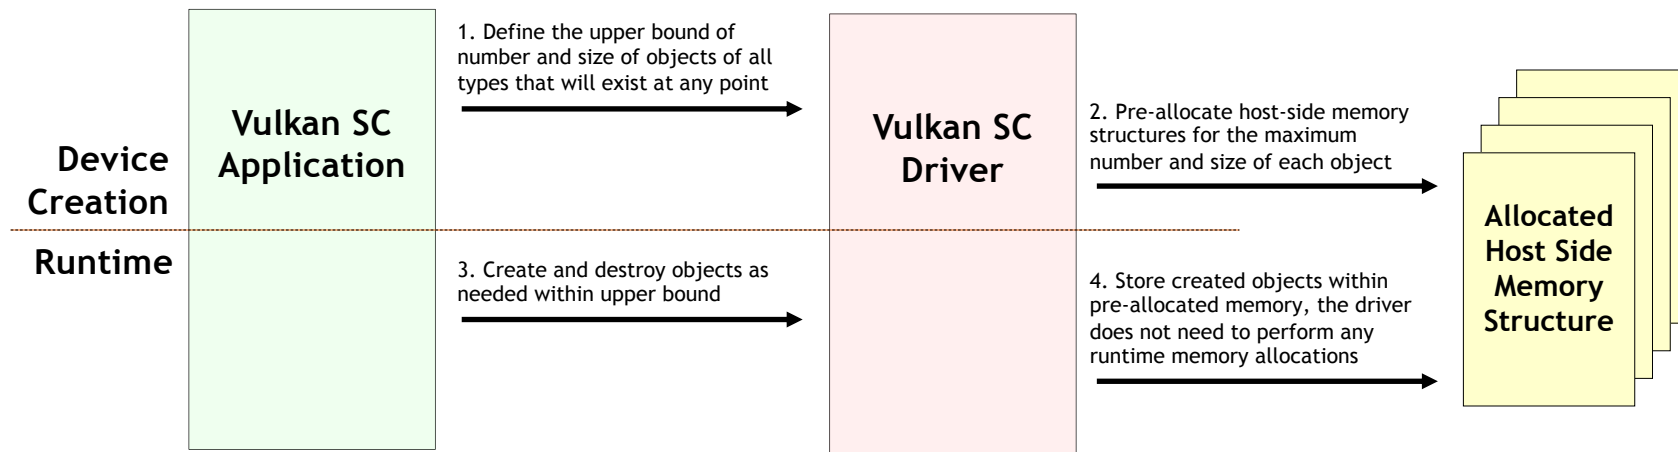 Device
Creation
Runtime
Vulkan SC
Application
1. Define the upper bound of
number and size of objects of all
types that will exist at any point
3. Create and destroy objects as
needed within upper bound
Vulkan SC
Driver
2. Pre-allocate host-side memory
structures for the maximum
number and size of each object
4. Store created objects within
pre-allocated memory, the driver
does not need to perform any
runtime memory allocations
Allocated
Host Side
Memory
Structure